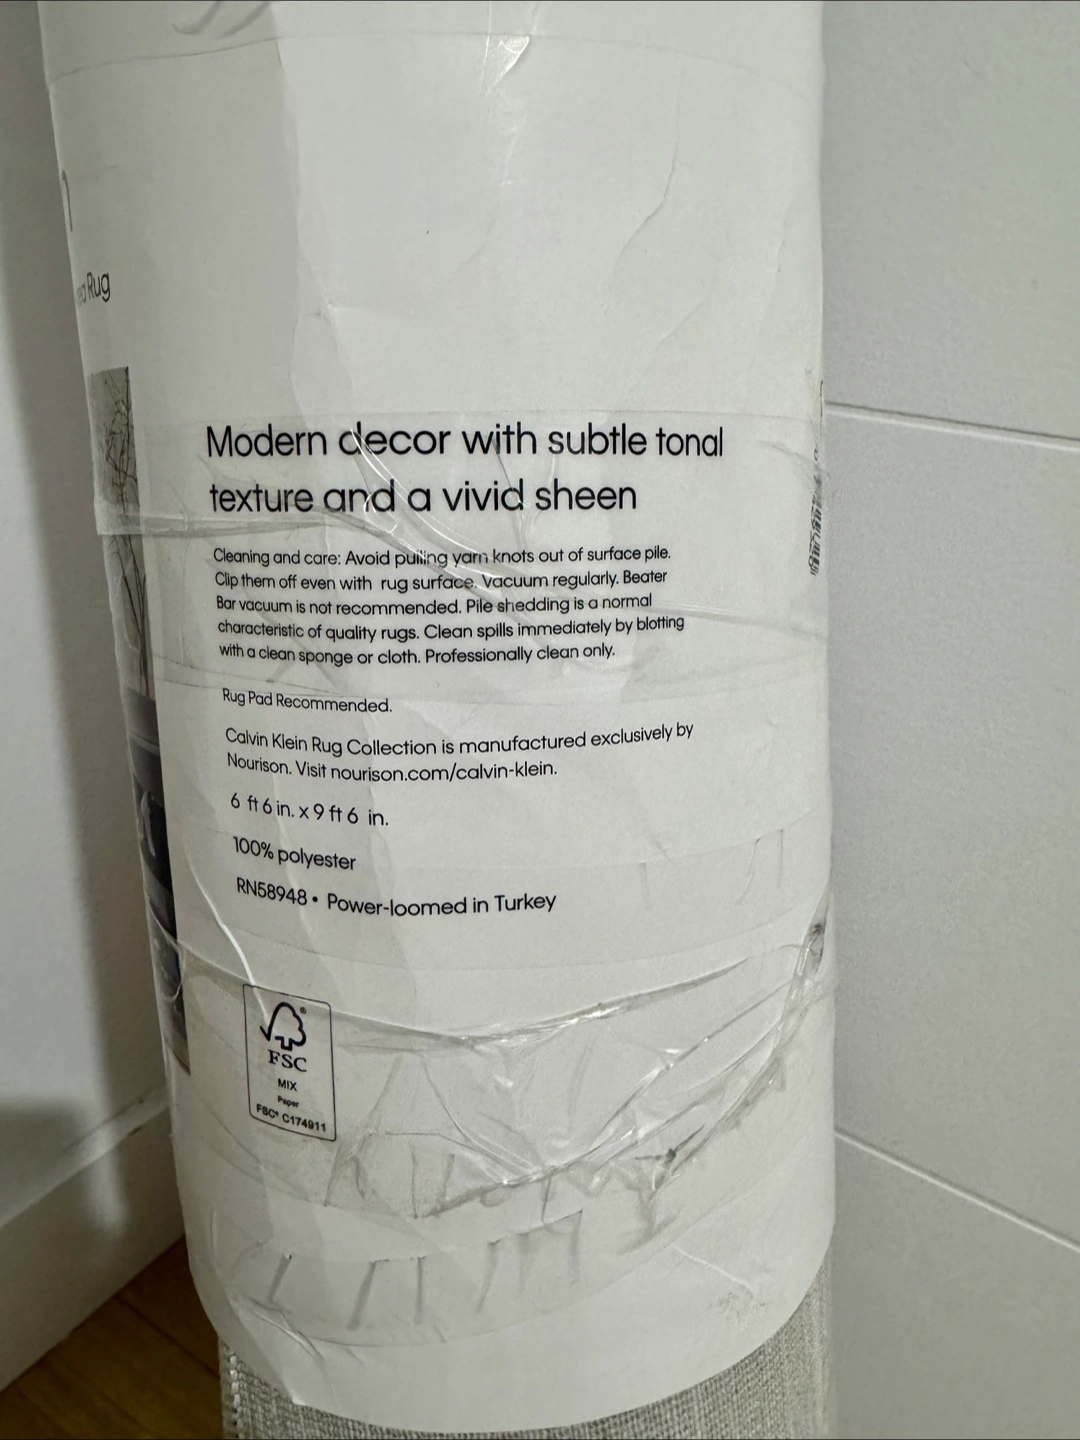 Rug
Modern decor with subtle tonal
texture and a vivid sheen
Cleaning and care: Avoid pulling yarn knots out of surface pile.
Clip them off even with rug surface. Vacuum regularly. Beater
Bar vacuum is not recommended. Pile shedding is a normal
characteristic of quality rugs. Clean spills immediately by blotting
with a clean sponge or cloth. Professionally clean only.
Rug Pad Recommended.
Calvin Klein Rug Collection is manufactured exclusively by
Nourison. Visit nourison.com/calvin-klein.
6 ft 6 in. x 9 ft 6 in.
100% polyester
RN58948 • Power-loomed in Turkey
FSC
MIX
Paper
FSC® C174911